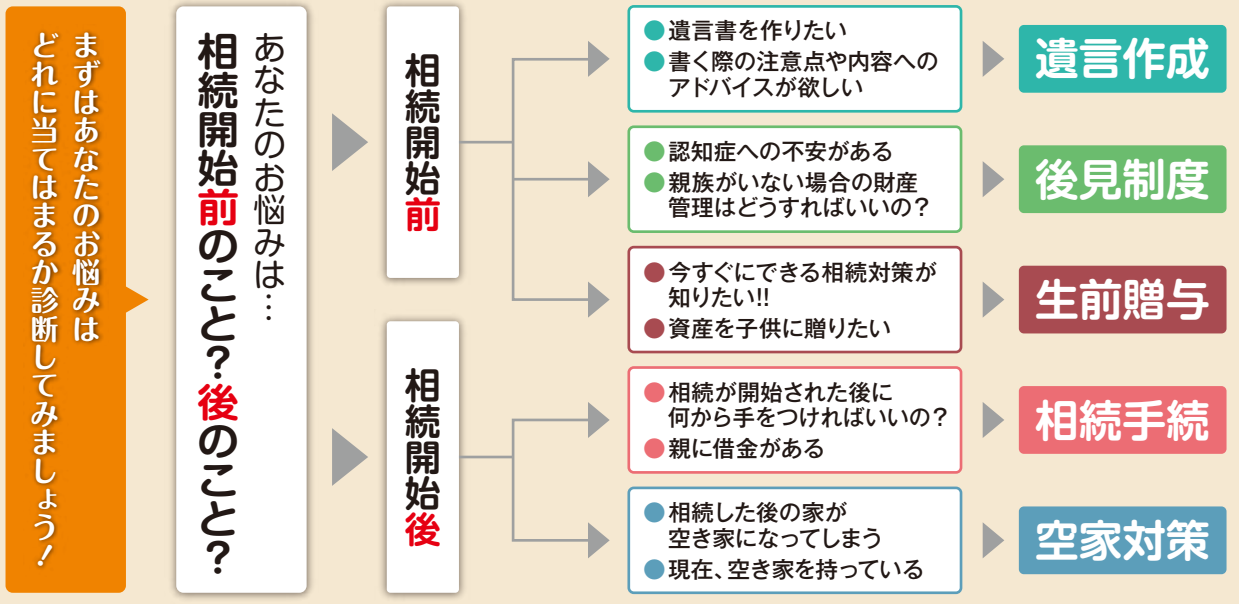 まずはあなたのお悩みは
どれに当てはまるか診断してみましょう!
あなたのお悩みは…
相続開始前のこと?後のこと?
相続開始前
●遺言書を作りたい
●書く際の注意点や内容への
アドバイスが欲しい
遺言作成
●認知症への不安がある
●親族がいない場合の財産
管理はどうすればいいの?
後見制度
●今すぐにできる相続対策が
知りたい!!
●資産を子供に贈りたい
生前贈与
相続開始後
●相続が開始された後に
何から手をつければいいの?
●親に借金がある
相続手続
●相続した後の家が
空き家になってしまう
●現在、空き家を持っている
空家対策